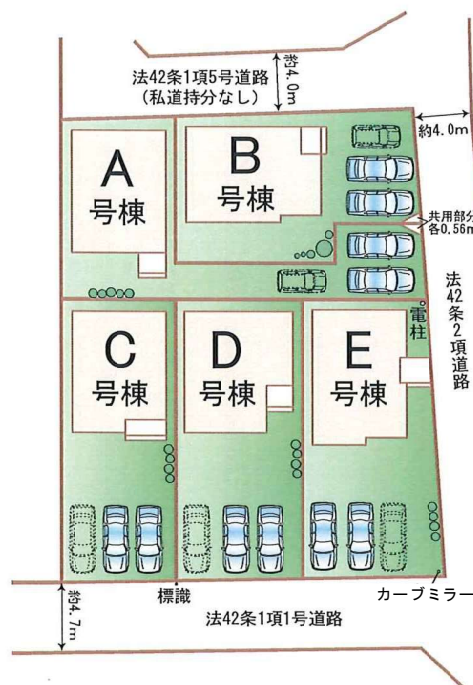 法42条1項5号道路
(私道持分なし)
約4.0m
約4.0m
A
号棟
B
号棟
共用部分
各0.56m
法42条2項道路
電柱
C
号棟
D
号棟
E
号棟
標識
カーブミラー
約4.7m
法42条1項1号道路